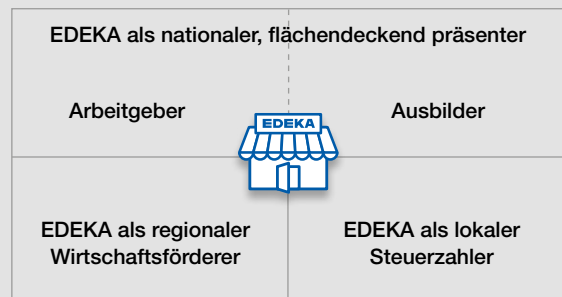 EDEKA als nationaler, flächendeckend präsenter
Arbeitgeber
Ausbilder
EDEKA
EDEKA als regionaler
Wirtschaftsförderer
EDEKA als lokaler
Steuerzahler